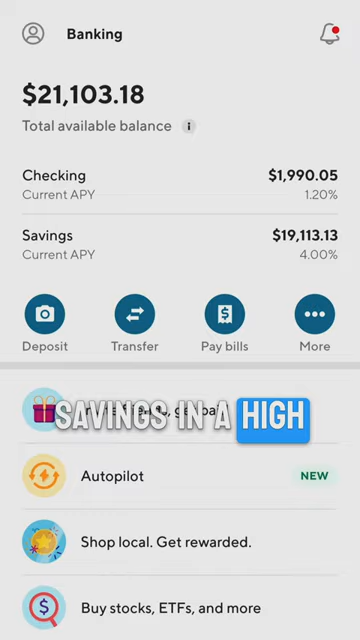 Banking
$21,103.18
Total available balance i
Checking $1,990.05
Current APY 1.20%
Savings $19,113.13
Current APY 4.00%
Deposit Transfer Pay bills More
SAVINGS IN A HIGH
Autopilot NEW
Shop local. Get rewarded.
Buy stocks, ETFs, and more